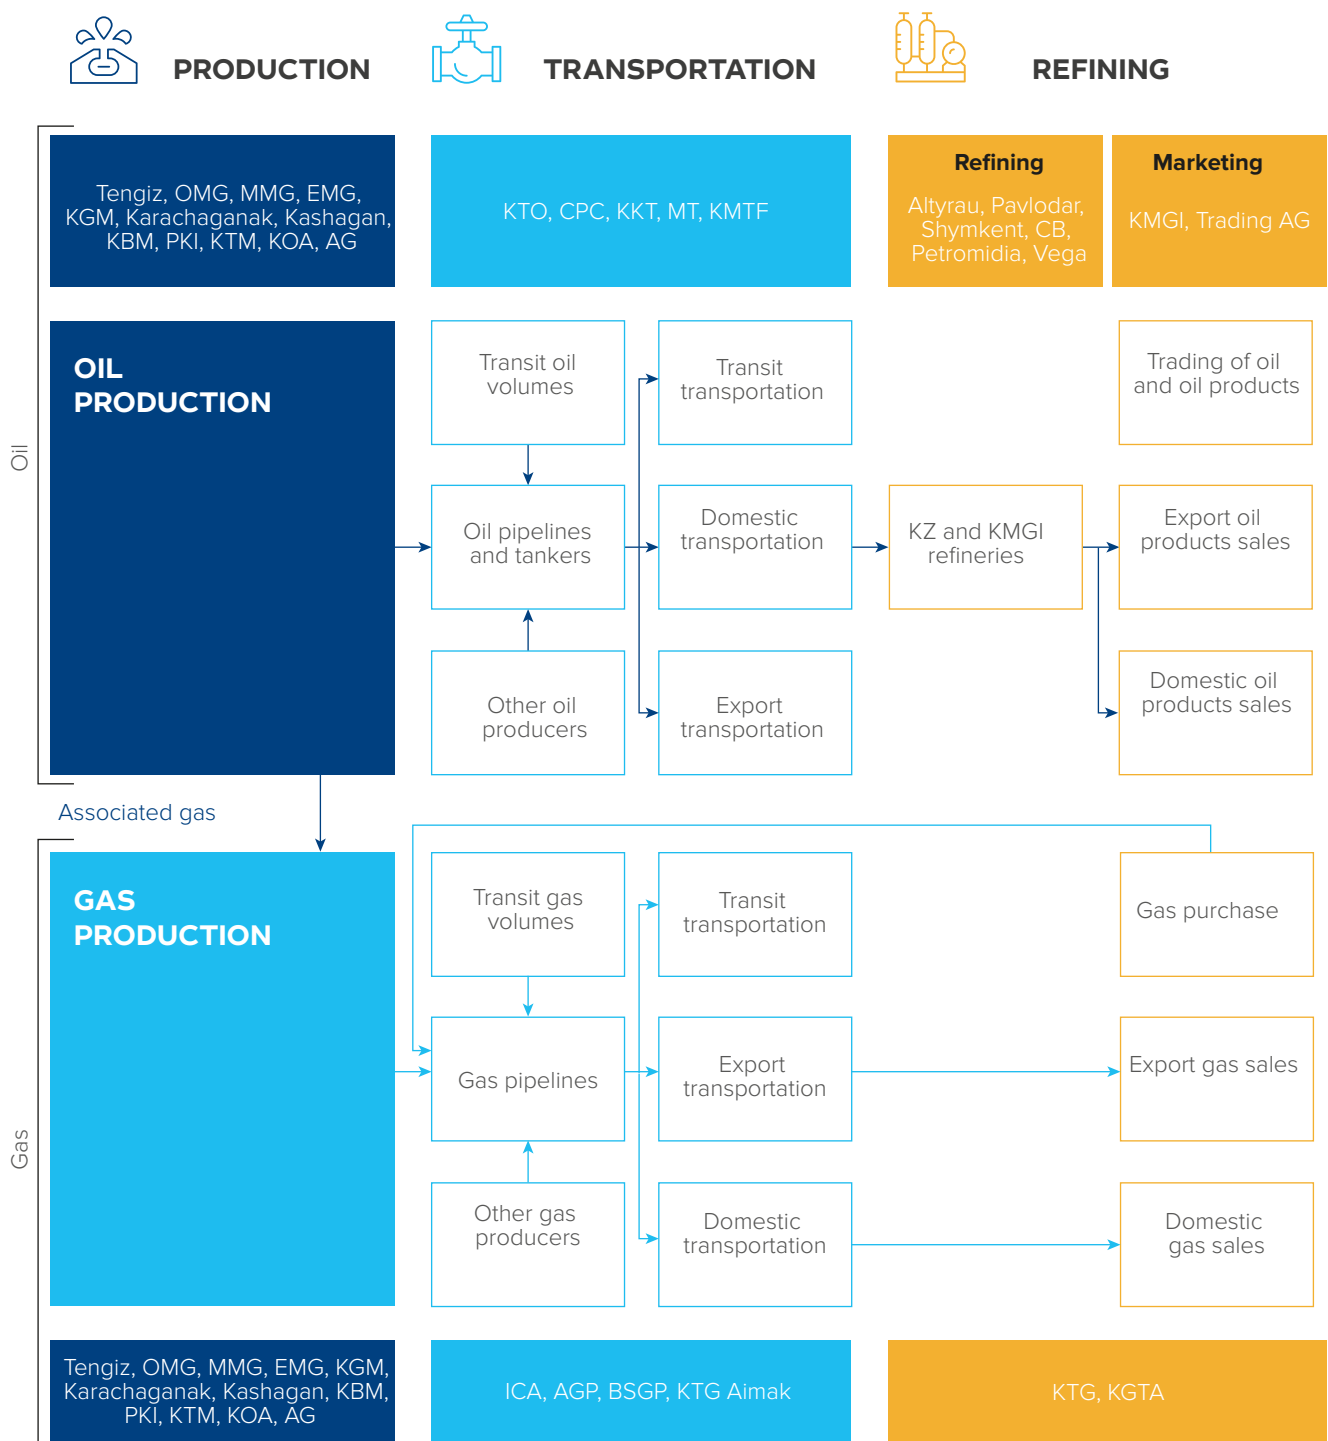 PRODUCTION
TRANSPORTATION
REFINING
Oil
Tengiz, OMG, MMG, EMG,
KGM, Karachaganak, Kashagan,
KBM, PKI, KTM, KOA, AG
KTO, CPC, KKT, MT, KMTF
Refining
Altyrau, Pavlodar,
Shymkent, CB,
Petromidia, Vega
Marketing
KMGI, Trading AG
OIL
PRODUCTION
Transit oil
volumes
Transit
transportation
Trading of oil
and oil products
Oil pipelines
and tankers
Domestic
transportation
KZ and KMGI
refineries
Export oil
products sales
Other oil
producers
Export
transportation
Domestic oil
products sales
Associated gas
Gas
GAS
PRODUCTION
Transit gas
volumes
Transit
transportation
Gas purchase
Gas pipelines
Export
transportation
Export gas sales
Other gas
producers
Domestic
transportation
Domestic
gas sales
Tengiz, OMG, MMG, EMG, KGM,
Karachaganak, Kashagan, KBM,
PKI, KTM, KOA, AG
ICA, AGP, BSGP, KTG Aimak
KTG, KGTA